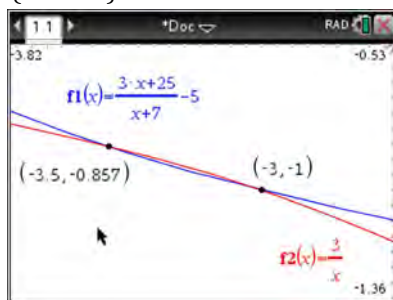 1.1 *Doc RAD
-3.82 -0.53
f1(x)=(3·x+25)/(x+7)-5
(-3.5,-0.857)
(-3,-1)
f2(x)=3/x
-1.36